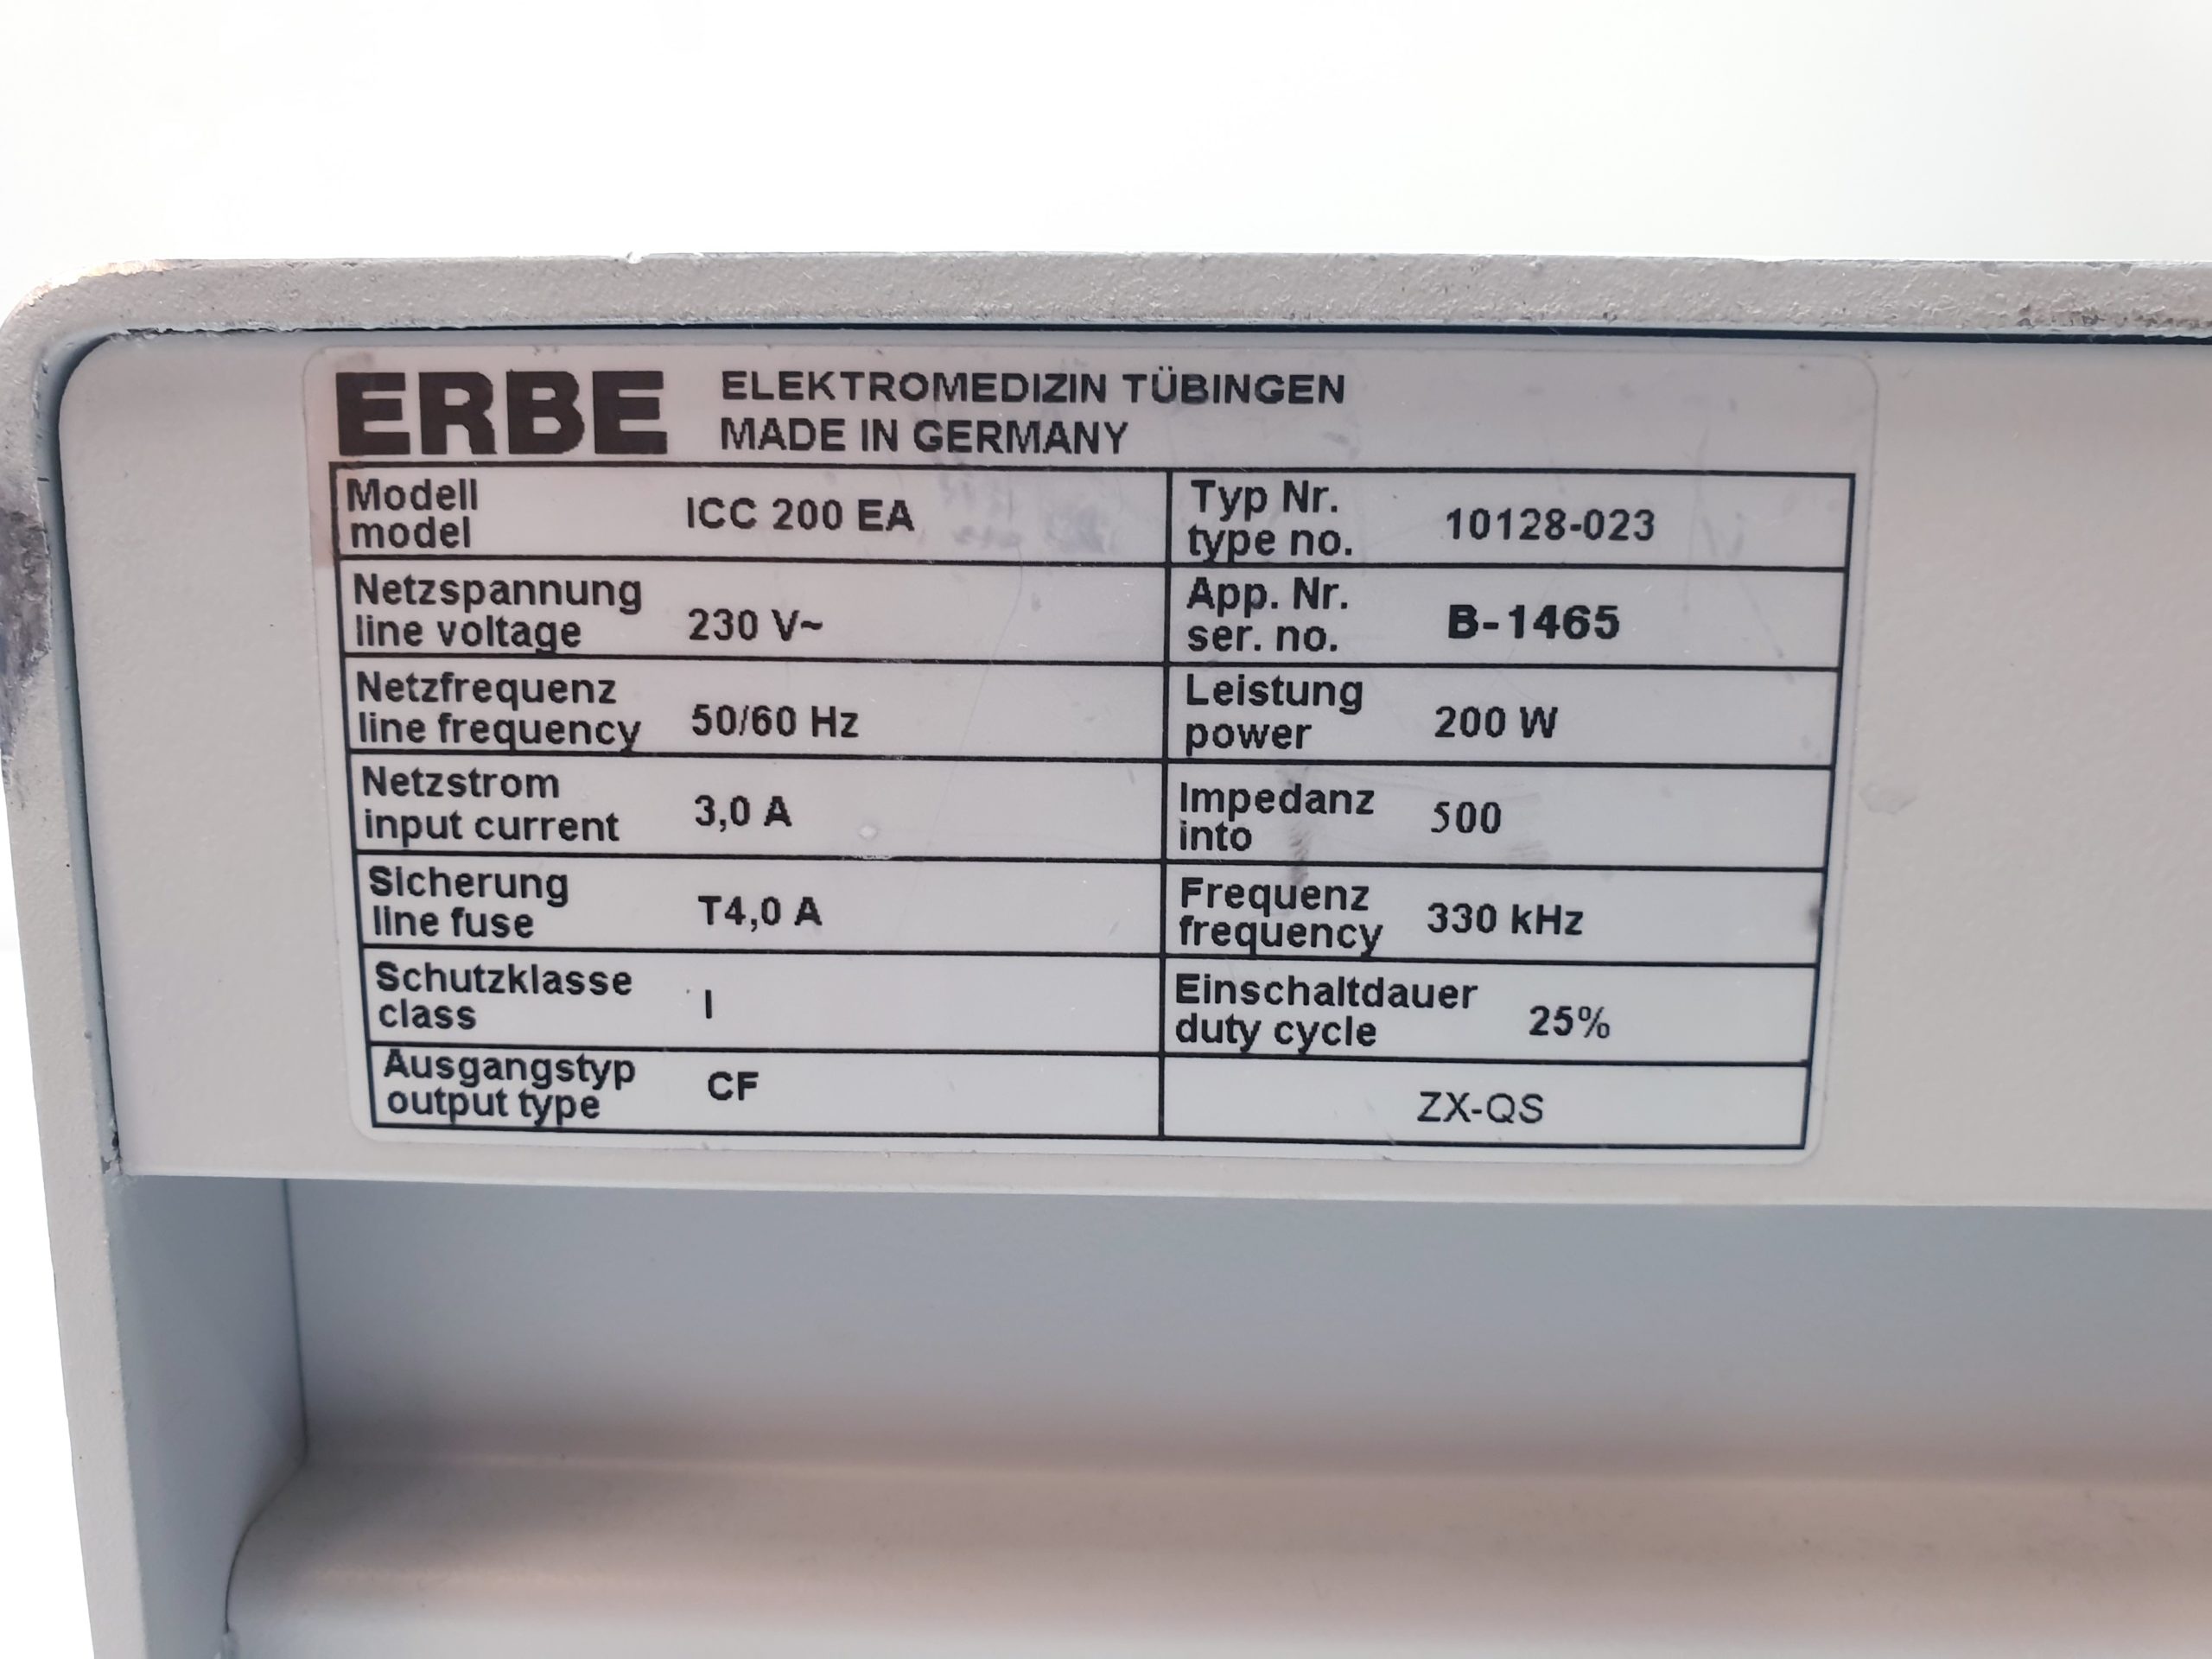 ERBE
ELEKTROMEDIZIN TÜBINGEN
MADE IN GERMANY
Modell
model
ICC 200 EA
Typ Nr.
type no.
10128-023
Netzspannung
line voltage
230 V~
App. Nr.
ser. no.
B-1465
Netzfrequenz
line frequency
50/60 Hz
Leistung
power
200 W
Netzstrom
input current
3,0 A
Impedanz
into
500
Sicherung
line fuse
T4,0 A
Frequenz
frequency
330 kHz
Schutzklasse
class
I
Einschaltdauer
duty cycle
25%
Ausgangstyp
output type
CF
ZX-QS